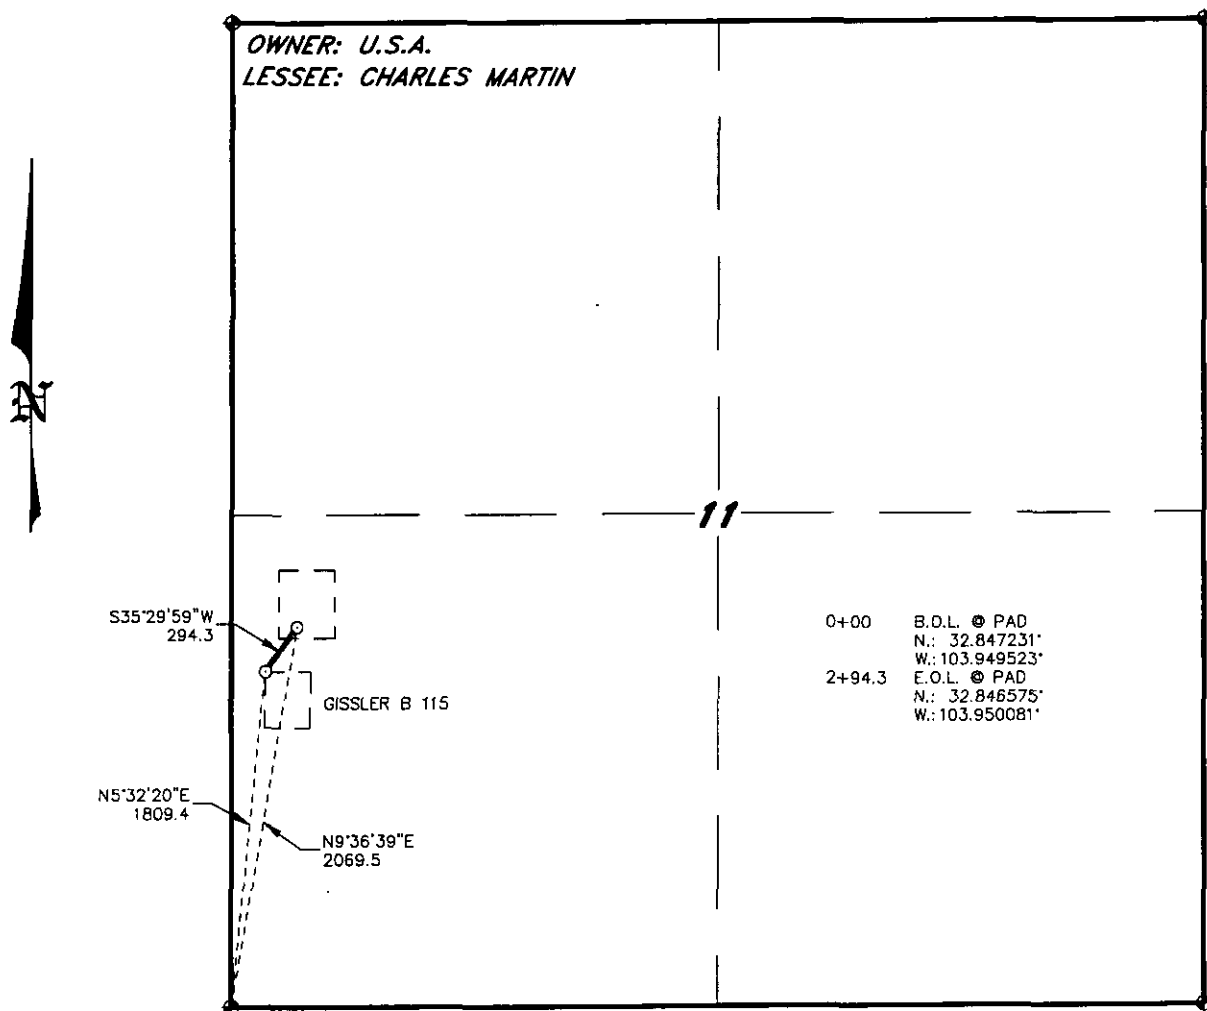 OWNER: U.S.A.
LESSEE: CHARLES MARTIN
N
11
S35°29'59"W
294.3
0+00 B.O.L. @ PAD
N.: 32.847231°
W.: 103.949523°
2+94.3 E.O.L. @ PAD
N.: 32.846575°
W.: 103.950081°
GISSLER B 115
N5°32'20"E
1809.4
N9°36'39"E
2069.5